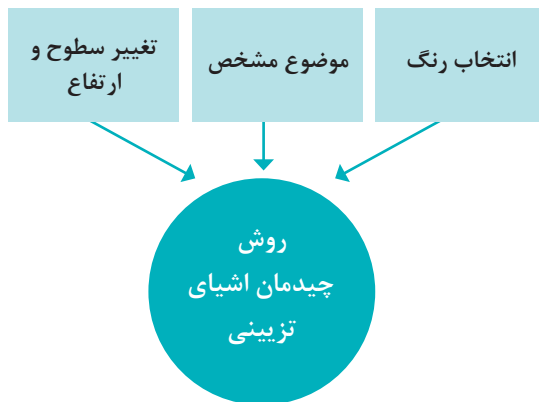 انتخاب رنگ
موضوع مشخص
تغییر سطوح و
ارتفاع
روش
چیدمان اشیای
تزیینی